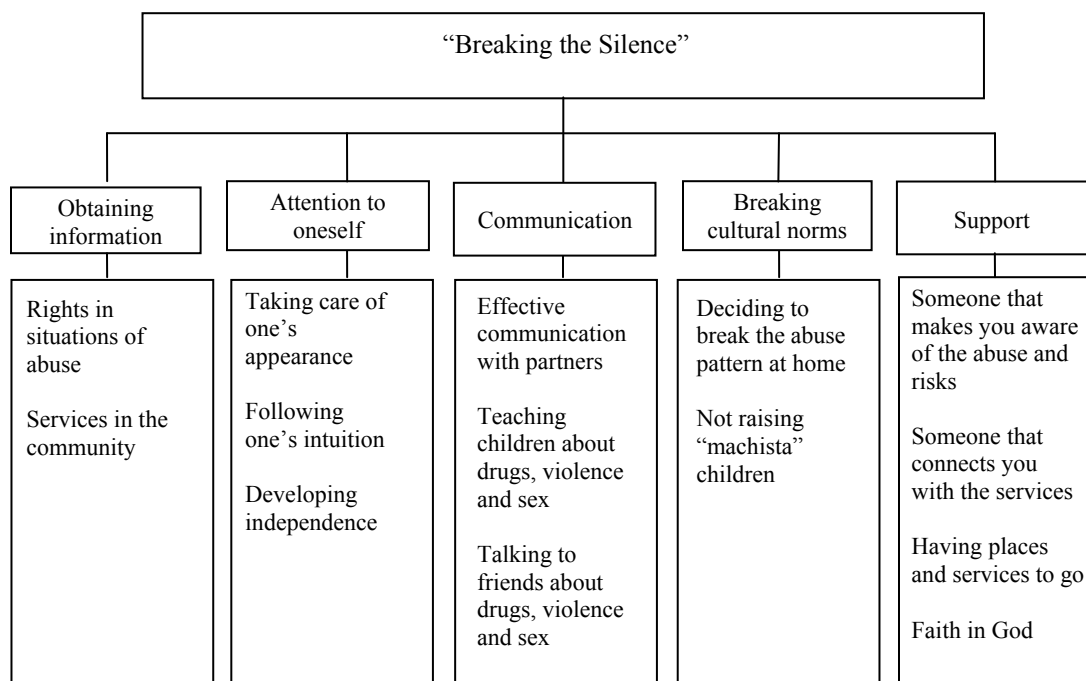 “Breaking the Silence”
Obtaining
information
Attention to
oneself
Communication
Breaking
cultural norms
Support
Rights in
situations of
abuse
Services in the
community
Taking care of
one’s
appearance
Following
one’s intuition
Developing
independence
Effective
communication
with partners
Teaching
children about
drugs, violence
and sex
Talking to
friends about
drugs, violence
and sex
Deciding to
break the abuse
pattern at home
Not raising
“machista”
children
Someone that
makes you aware
of the abuse and
risks
Someone that
connects you
with the services
Having places
and services to go
Faith in God